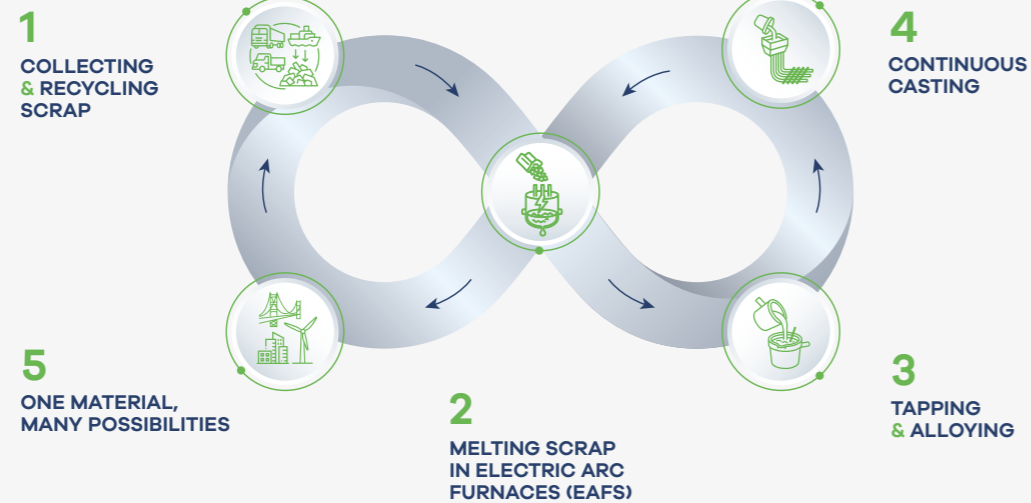 1
COLLECTING
& RECYCLING
SCRAP
4
CONTINUOUS
CASTING
5
ONE MATERIAL,
MANY POSSIBILITIES
2
MELTING SCRAP
IN ELECTRIC ARC
FURNACES (EAFS)
3
TAPPING
& ALLOYING